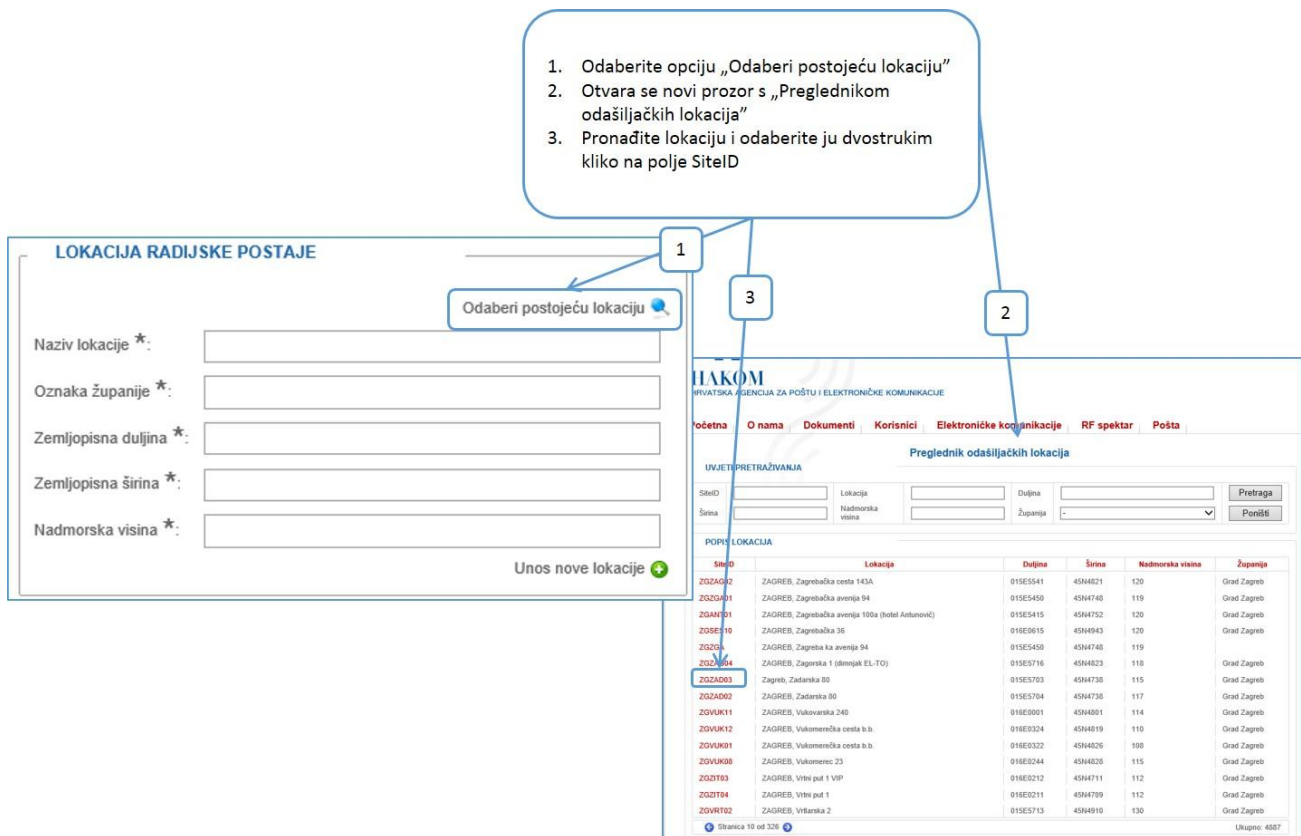 1. Odaberite opciju „Odaberi postojeću lokaciju”
2. Otvara se novi prozor s „Preglednikom
odašiljačkih lokacija”
3. Pronađite lokaciju i odaberite ju dvostrukim
kliko na polje SiteID
LOKACIJA RADIJSKE POSTAJE
1
Odaberi postojeću lokaciju
3
2
Naziv lokacije *:
Oznaka županije *:
Zemljopisna duljina *:
Zemljopisna širina *:
Nadmorska visina *:
Unos nove lokacije
HAKOM
HRVATSKA AGENCIJA ZA POŠTU I ELEKTRONIČKE KOMUNIKACIJE
Početna O nama Dokumenti Korisnici Elektroničke komunikacije RF spektar Pošta
Preglednik odašiljačkih lokacija
UVJETI PRETRAŽIVANJA
SiteID Lokacija Duljina Pretraga
Širina Nadmorska visina Županija - Poništi
POPIS LOKACIJA
SiteID Lokacija Duljina Širina Nadmorska visina Županija
ZGZAG02 ZAGREB, Zagrebačka cesta 143A 015E5541 45N4821 120 Grad Zagreb
ZGZGA01 ZAGREB, Zagrebačka avenija 94 015E5450 45N4748 119 Grad Zagreb
ZGANT01 ZAGREB, Zagrebačka avenija 100a (hotel Antunović) 015E5415 45N4752 120 Grad Zagreb
ZGSES10 ZAGREB, Zagrebačka 36 016E0615 45N4943 120 Grad Zagreb
ZGZGA ZAGREB, Zagreba ka avenija 94 015E5450 45N4748 119
ZAGREB, Zagorska 1 (dimnjak EL-TO) 015E5716 45N4823 118 Grad Zagreb
ZGZAD03 Zagreb, Zadarska 80 015E5703 45N4738 115 Grad Zagreb
ZGZAD02 ZAGREB, Zadarska 80 015E5704 45N4738 117 Grad Zagreb
ZGVUK11 ZAGREB, Vukovarska 240 016E0001 45N4801 114 Grad Zagreb
ZGVUK12 ZAGREB, Vukomerečka cesta b.b. 016E0324 45N4819 110 Grad Zagreb
ZGVUK01 ZAGREB, Vukomerečka cesta b.b. 016E0322 45N4826 108 Grad Zagreb
ZGVUK08 ZAGREB, Vukomerec 23 016E0244 45N4828 115 Grad Zagreb
ZGZIT03 ZAGREB, Vrtni put 1 VIP 016E0212 45N4711 112 Grad Zagreb
ZGZIT04 ZAGREB, Vrtni put 1 016E0211 45N4709 112 Grad Zagreb
ZGVRT02 ZAGREB, Vrtlarska 2 015E5713 45N4910 130 Grad Zagreb
Stranica 10 od 326 Ukupno: 4887